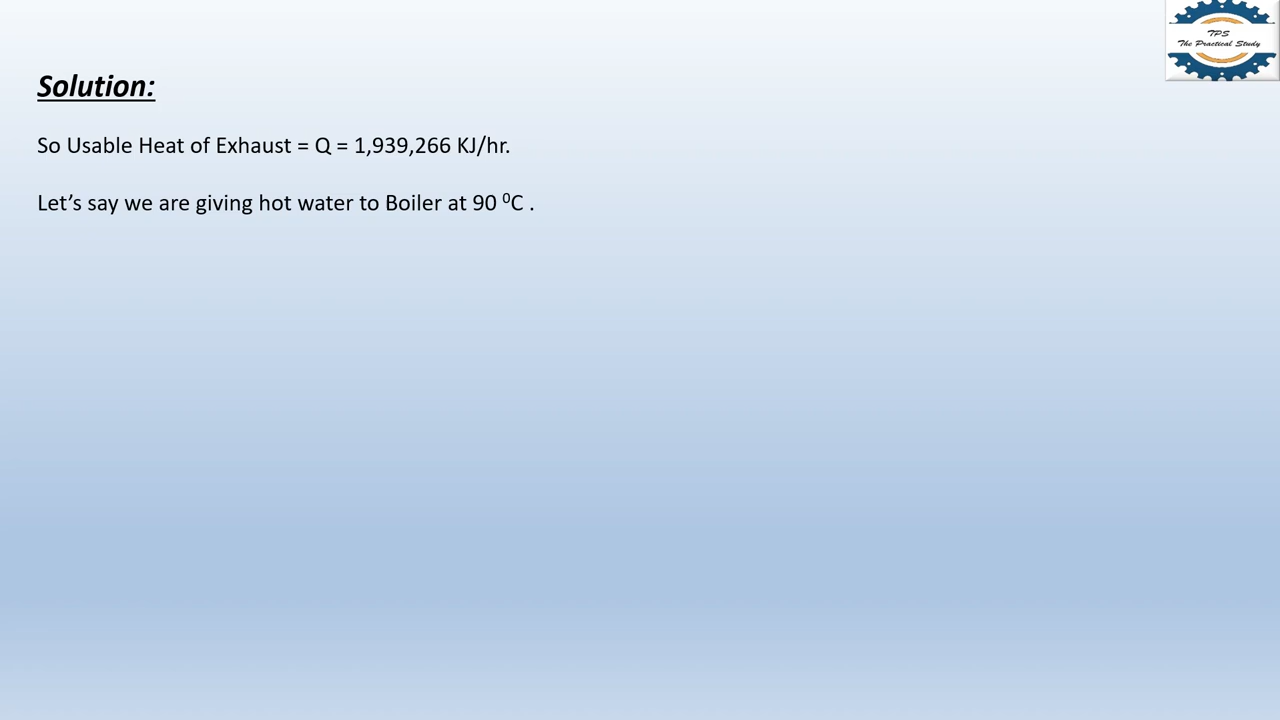 TPS
The Practical Study
Solution:
So Usable Heat of Exhaust = Q = 1,939,266 KJ/hr.
Let’s say we are giving hot water to Boiler at 90 ⁰C .